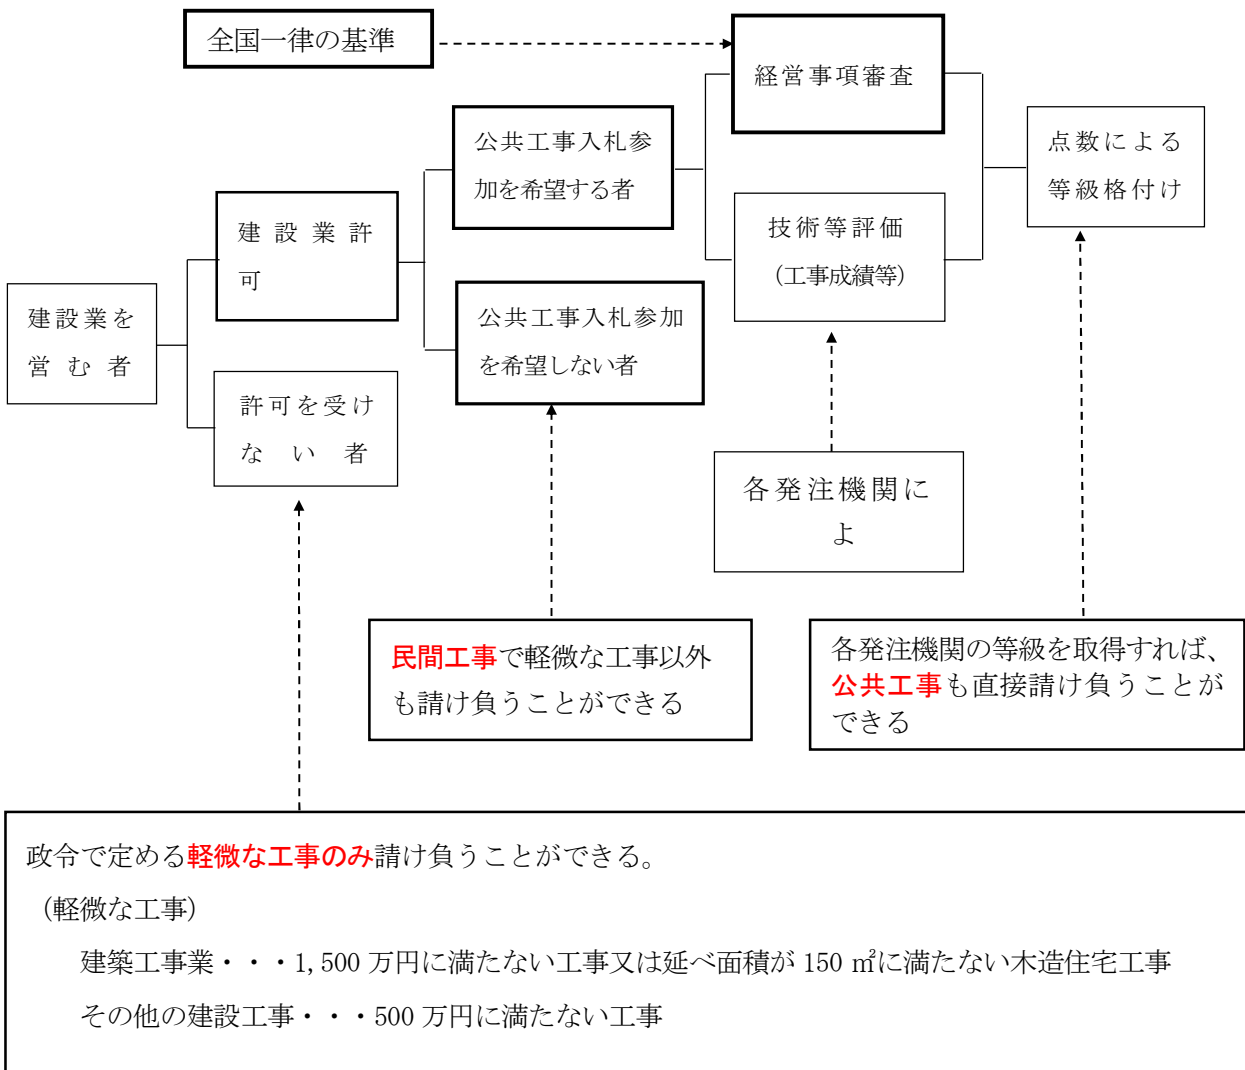 全国一律の基準
経営事項審査
公共工事入札参
加を希望する者
点数による
等級格付け
建設業許
可
技術等評価
(工事成績等)
建設業を
営む者
公共工事入札参加
を希望しない者
許可を受け
ない者
各発注機関に
よ
民間工事で軽微な工事以外
も請け負うことができる
各発注機関の等級を取得すれば、
公共工事も直接請け負うことが
できる
政令で定める軽微な工事のみ請け負うことができる。
(軽微な工事)
建築工事業・・・1,500 万円に満たない工事又は延べ面積が 150 ㎡に満たない木造住宅工事
その他の建設工事・・・500 万円に満たない工事